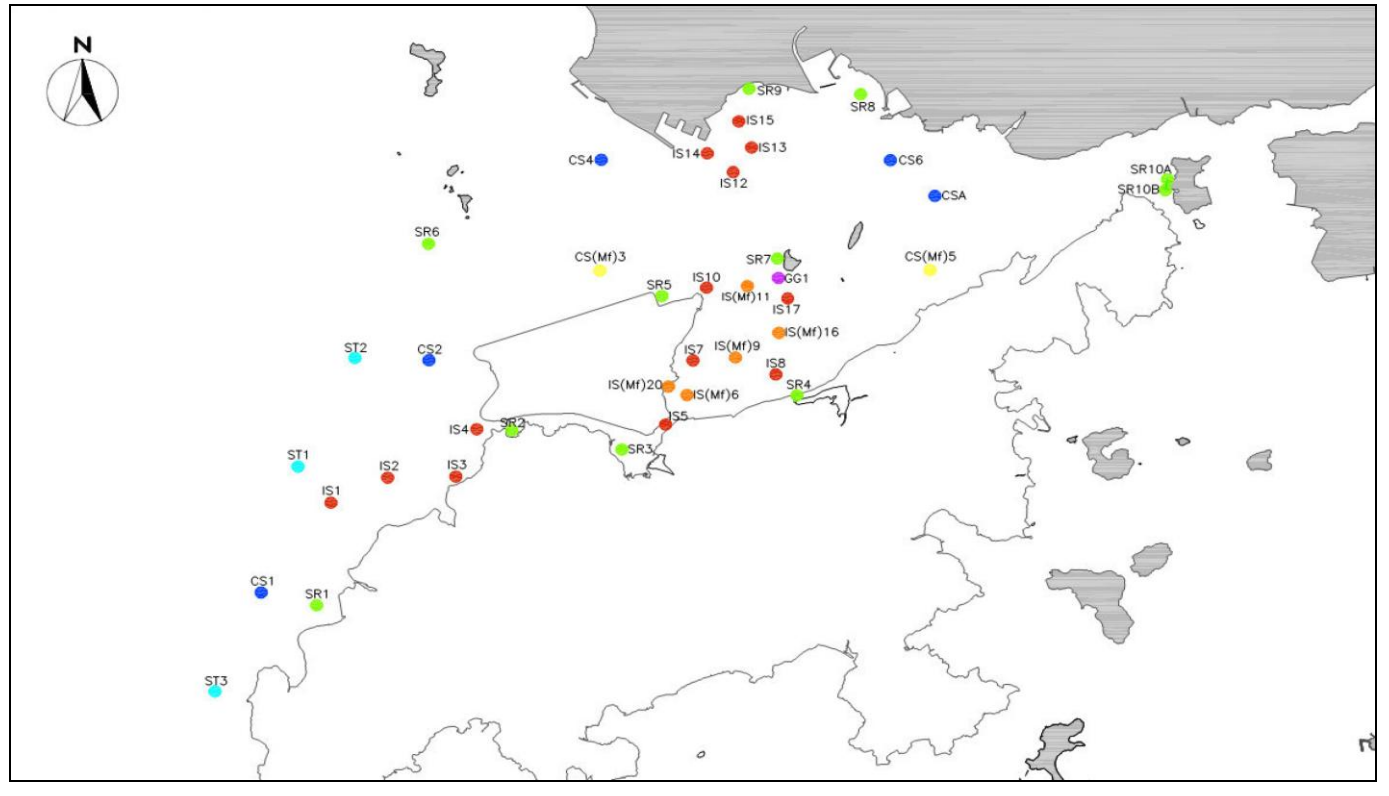 N
SR9
SR8
IS15
IS13
IS14
CS4
CS6
IS12
SR10A
SR10B
CSA
SR6
CS(Mf)3
SR7
CS(Mf)5
GG1
IS10
SR5
IS(Mf)11
IS17
IS(Mf)16
ST2
CS2
IS7
IS(Mf)9
IS8
IS(Mf)20
IS(Mf)6
SR4
IS5
IS4
SR2
SR3
ST1
IS2
IS3
IS1
CS1
SR1
ST3